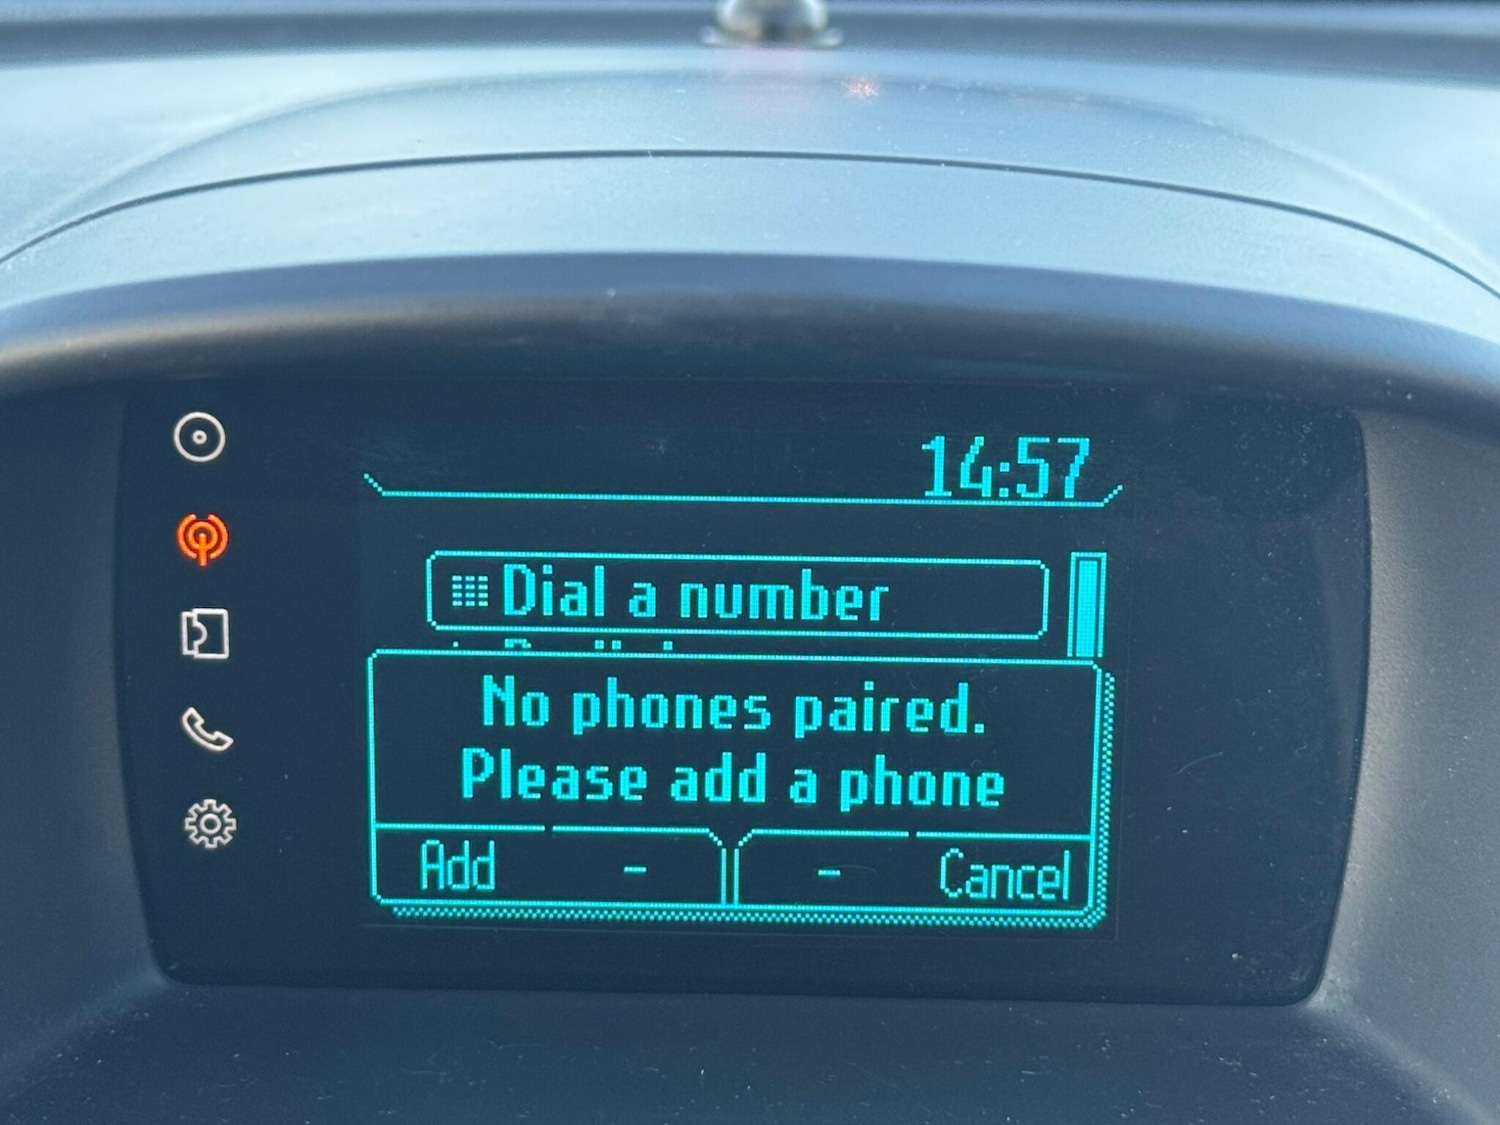 14:57
Dial a number
No phones paired.
Please add a phone
Add - - Cancel